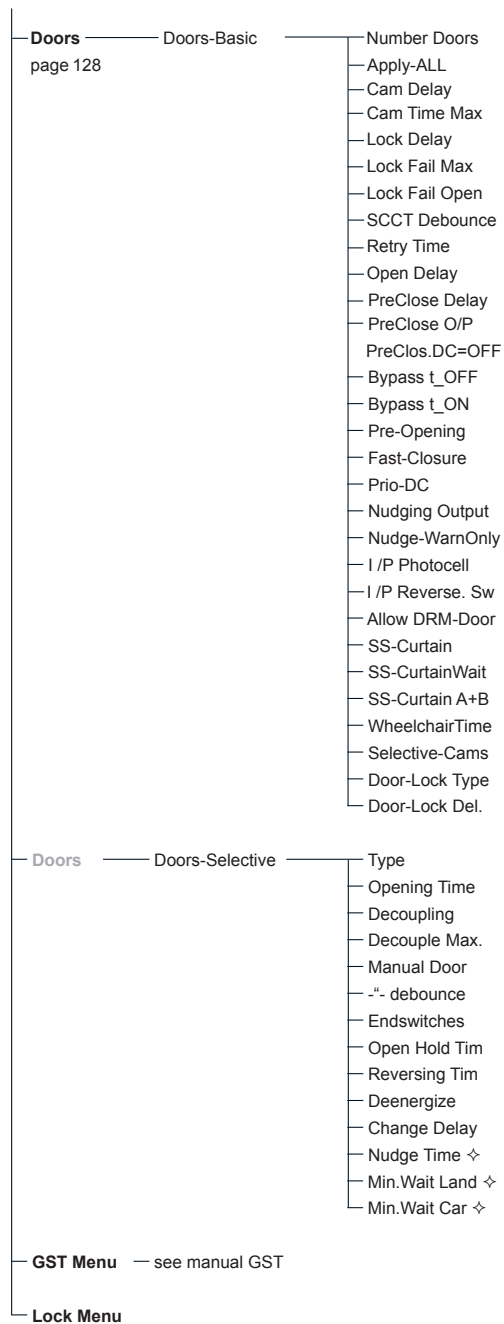 Doors Doors-Basic Number Doors
page 128 Apply-ALL
Cam Delay
Cam Time Max
Lock Delay
Lock Fail Max
Lock Fail Open
SCCT Debounce
Retry Time
Open Delay
PreClose Delay
PreClose O/P
PreClos.DC=OFF
Bypass t_OFF
Bypass t_ON
Pre-Opening
Fast-Closure
Prio-DC
Nudging Output
Nudge-WarnOnly
I /P Photocell
I /P Reverse. Sw
Allow DRM-Door
SS-Curtain
SS-CurtainWait
SS-Curtain A+B
WheelchairTime
Selective-Cams
Door-Lock Type
Door-Lock Del.
Doors Doors-Selective Type
Opening Time
Decoupling
Decouple Max.
Manual Door
-“- debounce
Endswitches
Open Hold Tim
Reversing Tim
Deenergize
Change Delay
Nudge Time ✧
Min.Wait Land ✧
Min.Wait Car ✧
GST Menu see manual GST
Lock Menu